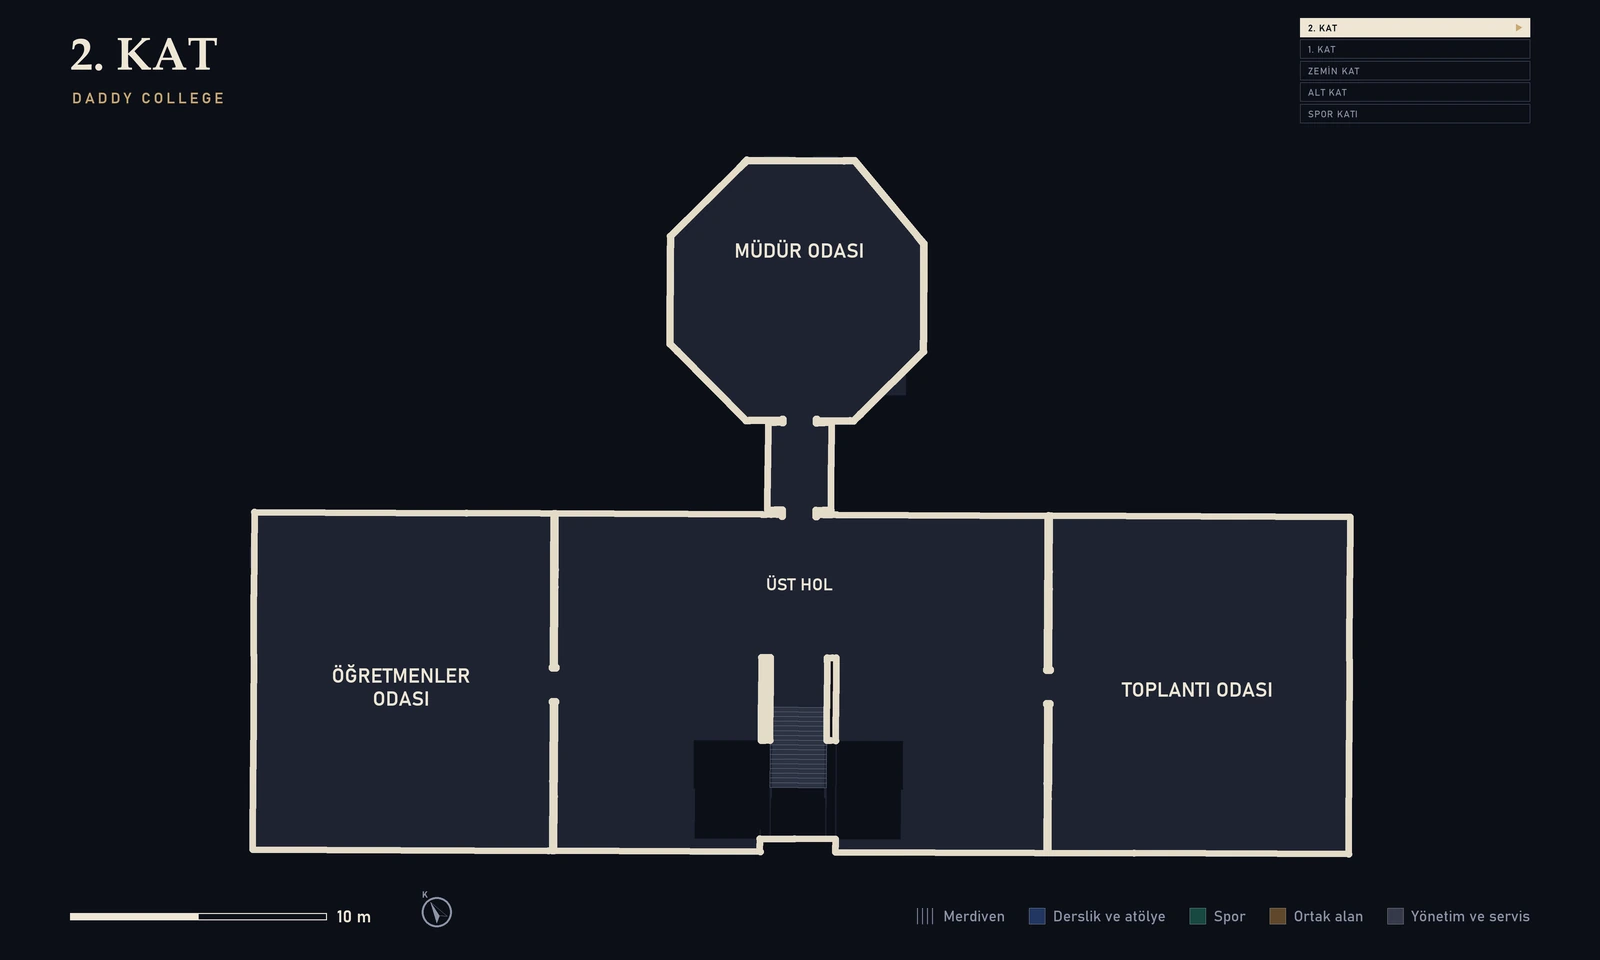 2. KAT
DADDY COLLEGE
2. KAT
1. KAT
ZEMİN KAT
ALT KAT
SPOR KATI
MÜDÜR ODASI
ÜST HOL
ÖĞRETMENLER
ODASI
TOPLANTI ODASI
10 m
K
Merdiven
Derslik ve atölye
Spor
Ortak alan
Yönetim ve servis